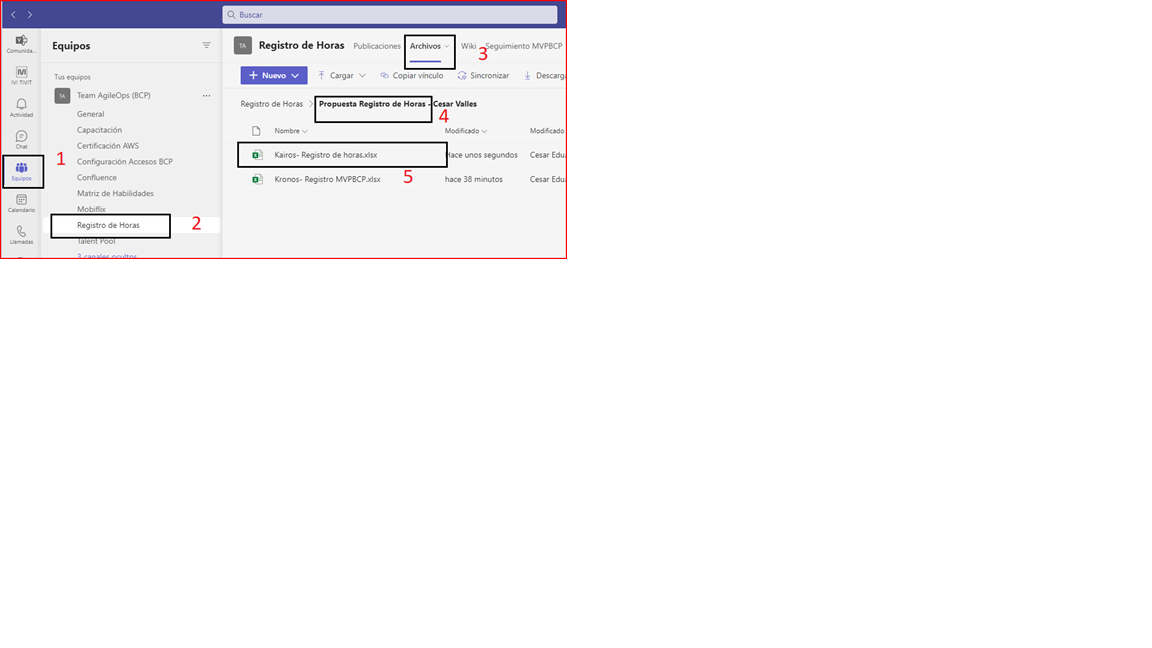 Buscar
Comunida...
IVI TIVIT
Actividad
Chat
Equipos
Calendario
Llamadas
1
Equipos
Tus equipos
TA Team AgileOps (BCP) ...
General
Capacitación
Certificación AWS
Configuración Accesos BCP
Confluence
Matriz de Habilidades
Mobiflix
Registro de Horas
2
Talent Pool
3 canales ocultos
TA Registro de Horas Publicaciones Archivos Wiki Seguimiento MVPBCP
3
Nuevo Cargar Copiar vínculo Sincronizar Descarga
Registro de Horas > Propuesta Registro de Horas - Cesar Valles
4
Nombre Modificado Modificado
Kairos- Registro de horas.xlsx Hace unos segundos Cesar Edua
5
Kronos- Registro MVPBCP.xlsx hace 38 minutos Cesar Edua